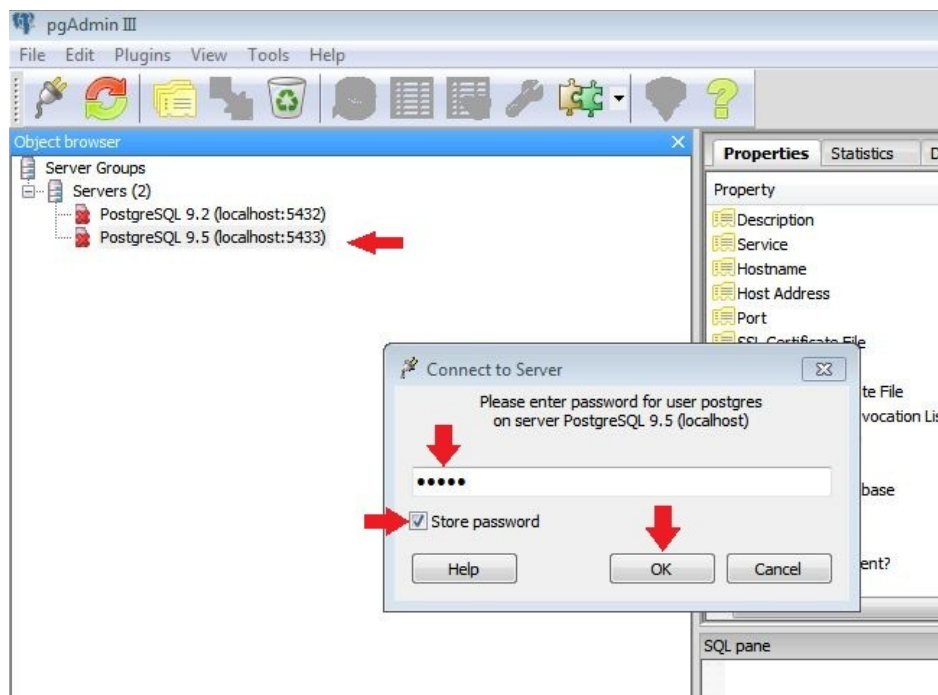 pgAdmin III
File Edit Plugins View Tools Help
Object browser
Server Groups
Servers (2)
PostgreSQL 9.2 (localhost:5432)
PostgreSQL 9.5 (localhost:5433)
Properties Statistics D
Property
Description
Service
Hostname
Host Address
Port
SSL Certificate File
te File
vocation Lis
base
ent?
Connect to Server
Please enter password for user postgres
on server PostgreSQL 9.5 (localhost)
•••••
Store password
Help OK Cancel
SQL pane